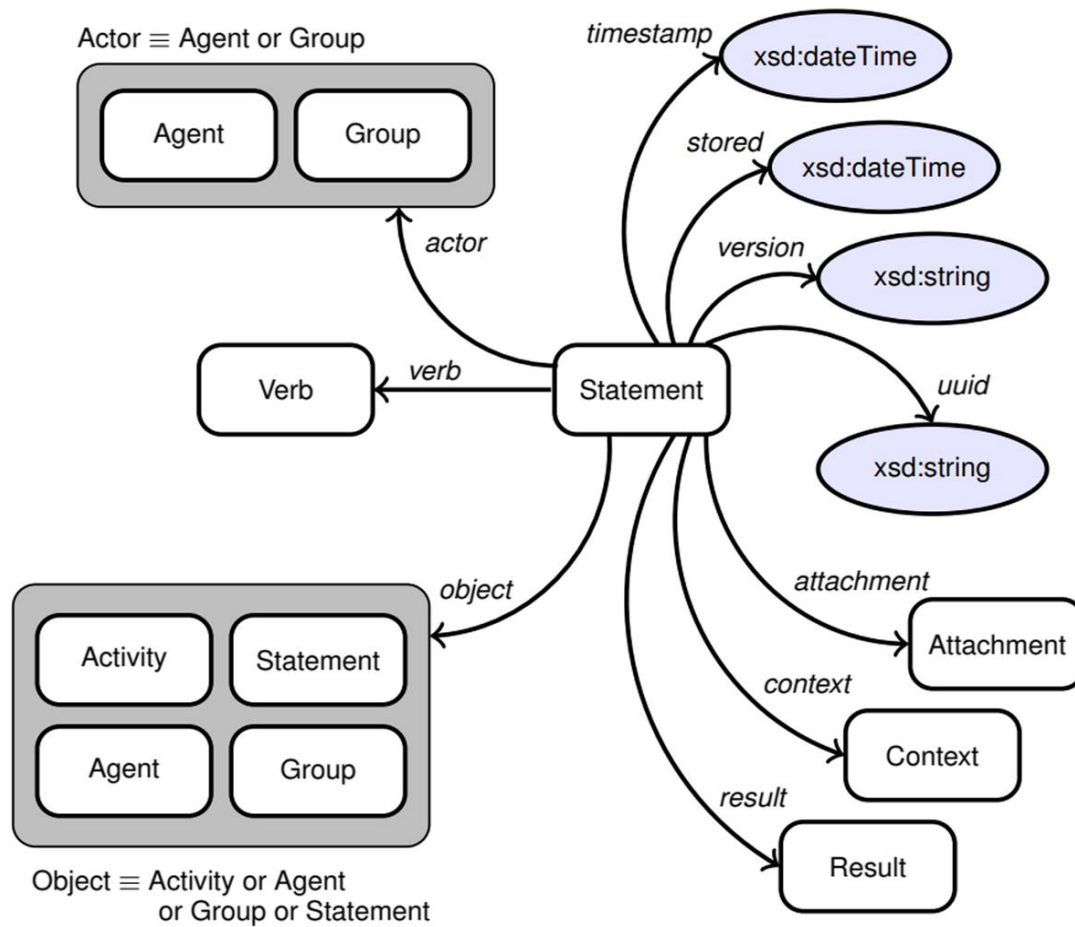 Actor ≡ Agent or Group
Agent
Group
actor
timestamp
xsd:dateTime
stored
xsd:dateTime
version
xsd:string
uuid
xsd:string
Verb
verb
Statement
object
Activity
Statement
Agent
Group
Object ≡ Activity or Agent
or Group or Statement
attachment
Attachment
context
Context
result
Result